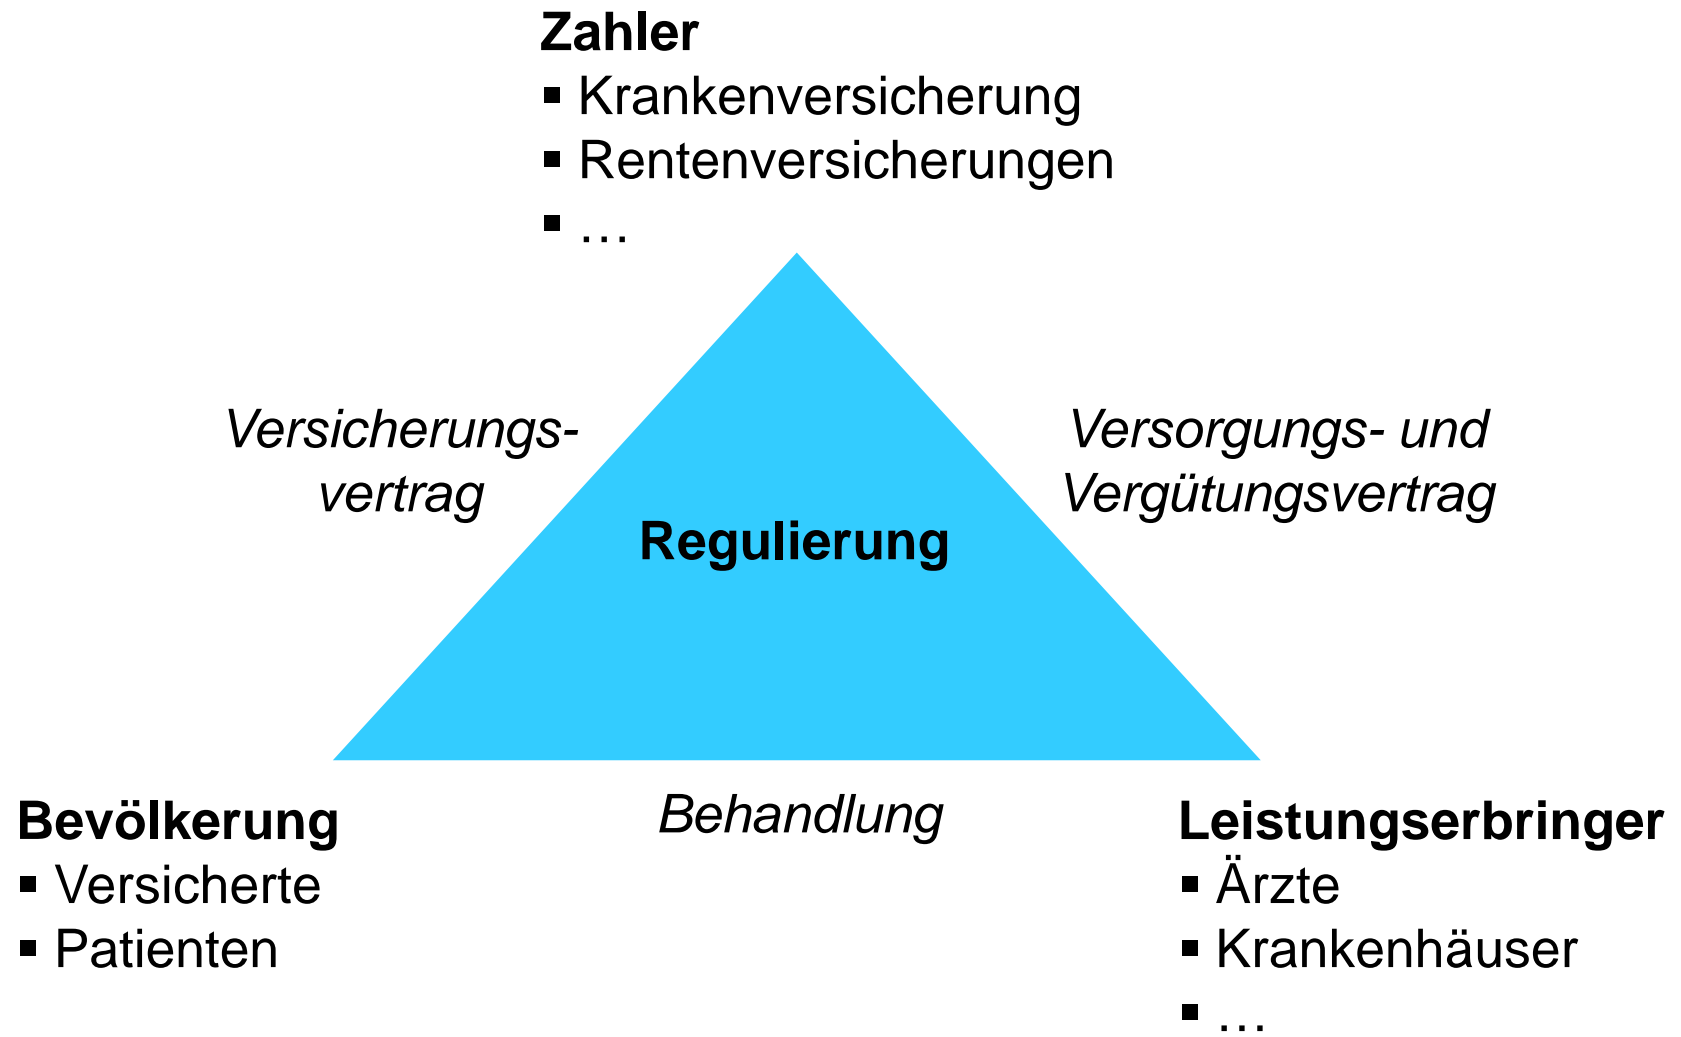 Zahler
▪ Krankenversicherung
▪ Rentenversicherungen
▪ …
Versicherungs-
vertrag
Versorgungs- und
Vergütungsvertrag
Regulierung
Behandlung
Bevölkerung
▪ Versicherte
▪ Patienten
Leistungserbringer
▪ Ärzte
▪ Krankenhäuser
▪ …